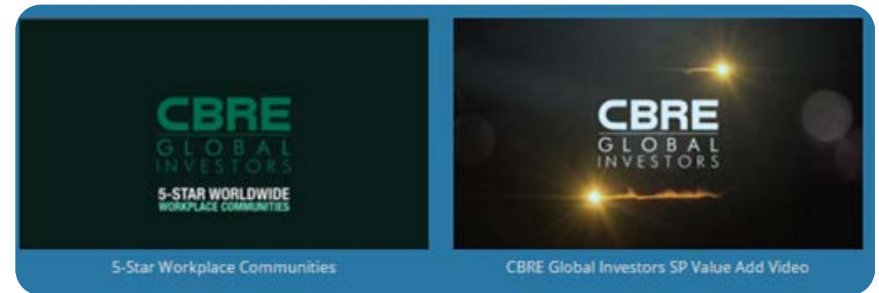 CBRE
GLOBAL
INVESTORS
5-STAR WORLDWIDE
WORKPLACE COMMUNITIES
5-Star Workplace Communities
CBRE
GLOBAL
INVESTORS
CBRE Global Investors SP Value Add Video